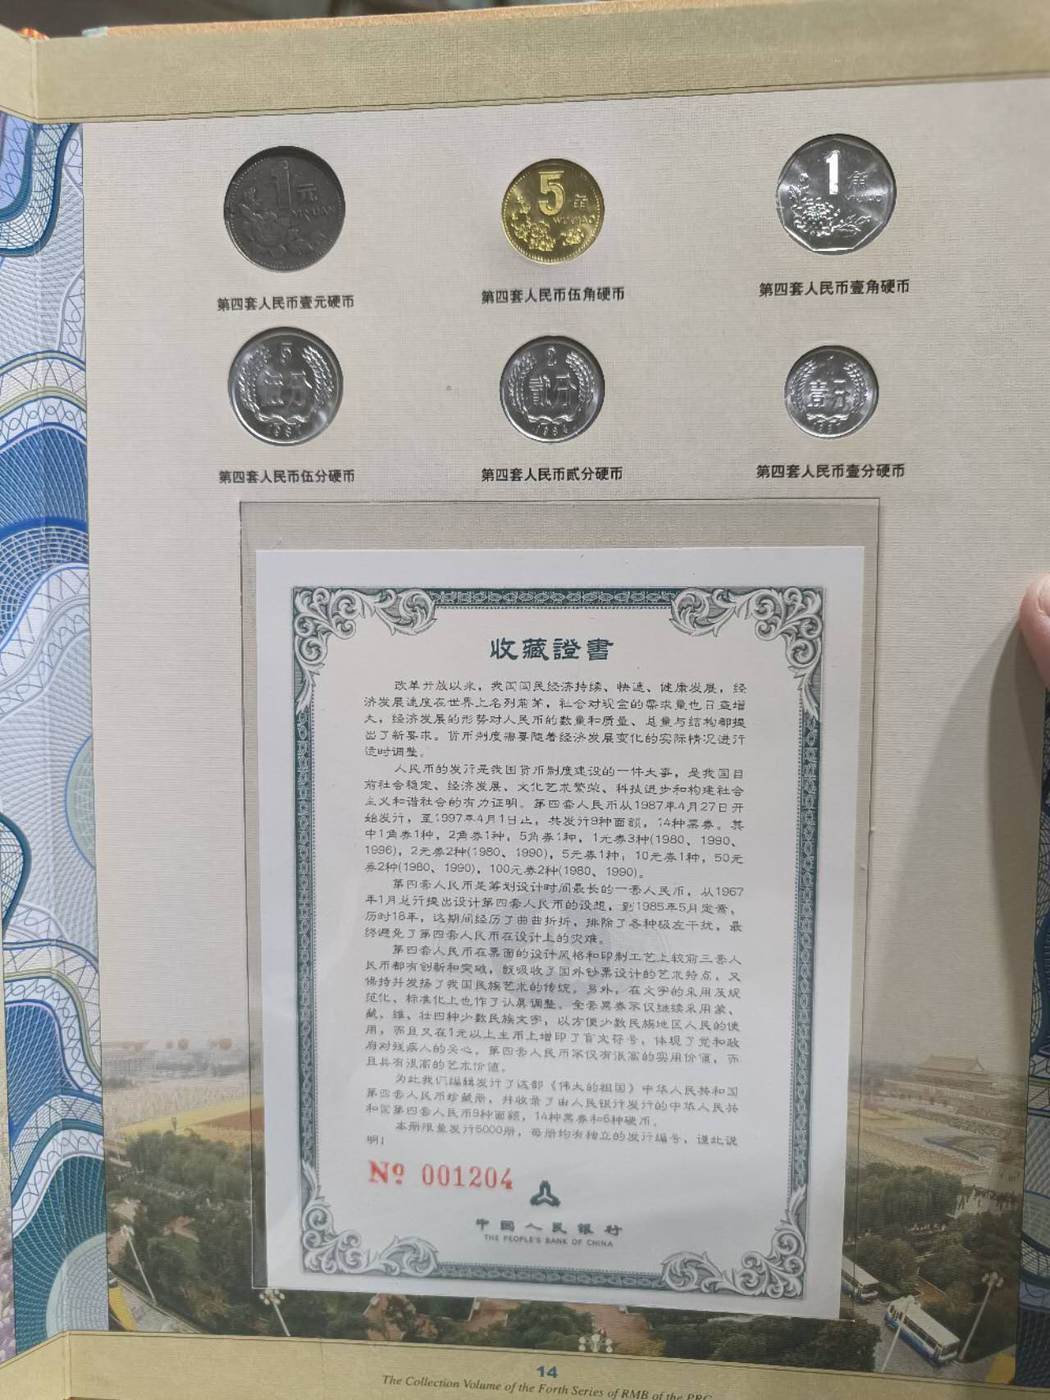 1
元
YI YUAN
5
角
WU JIAO
1
角
第四套人民币壹元硬币
第四套人民币伍角硬币
第四套人民币壹角硬币
5
伍分
2
贰分
1
壹分
第四套人民币伍分硬币
第四套人民币贰分硬币
第四套人民币壹分硬币
收藏證書
改革开放以来，我国国民经济持续、快速、健康发展，经
济发展速度在世界上名列前茅，社会对现金的需求量也日益增
大，经济发展的形势对人民币的数量和质量、总量与结构都提
出了新要求。货币制度需要随着经济发展变化的实际情况进行
适时调整。
人民币的发行是我国货币制度建设的一件大事，是我国目
前社会稳定、经济发展、文化艺术繁荣、科技进步和构建社会
主义和谐社会的有力证明。第四套人民币从1987年4月27日开
始发行，至1997年4月1日止，共发行9种面额，14种票券。其
中1角券1种，2角券1种，5角券1种，1元券3种(1980、1990、
1996)，2元券2种(1980、1990)，5元券1种；10元券1种，50元
券2种(1980、1990)，100元券2种(1980、1990)。
第四套人民币是筹划设计时间最长的一套人民币，从1967
年1月总行提出设计第四套人民币的设想，到1985年5月定案，
历时18年，这期间经历了曲曲折折，排除了各种极左干扰，最
终避免了第四套人民币在设计上的灾难。
第四套人民币在票面的设计风格和印制工艺上较前三套人
民币都有创新和突破，既吸收了国外钞票设计的艺术特点，又
保持并发扬了我国民族艺术的传统。另外，在文字的采用及规
范化、标准化上也作了认真调整。全套票券不仅继续采用蒙、
藏，维、壮四种少数民族文字，以方便少数民族地区人民的使
用，而且又在1元以上主币上增印了盲文符号，体现了党和政
府对残疾人的关心。第四套人民币不仅有很高的实用价值，而
且具有很高的艺术价值。
为此我们编辑发行了这部《伟大的祖国》中华人民共和国
第四套人民币珍藏册，并收录了由人民银行发行的中华人民共
和国第四套人民币9种面额，14种票券和6种硬币。
本册限量发行5000册，每册均有独立的发行编号，谨此说
明！
Nº 001204
中國人民銀行
THE PEOPLE'S BANK OF CHINA
14
The Collection Volume of the Forth Series of RMB of the PRC